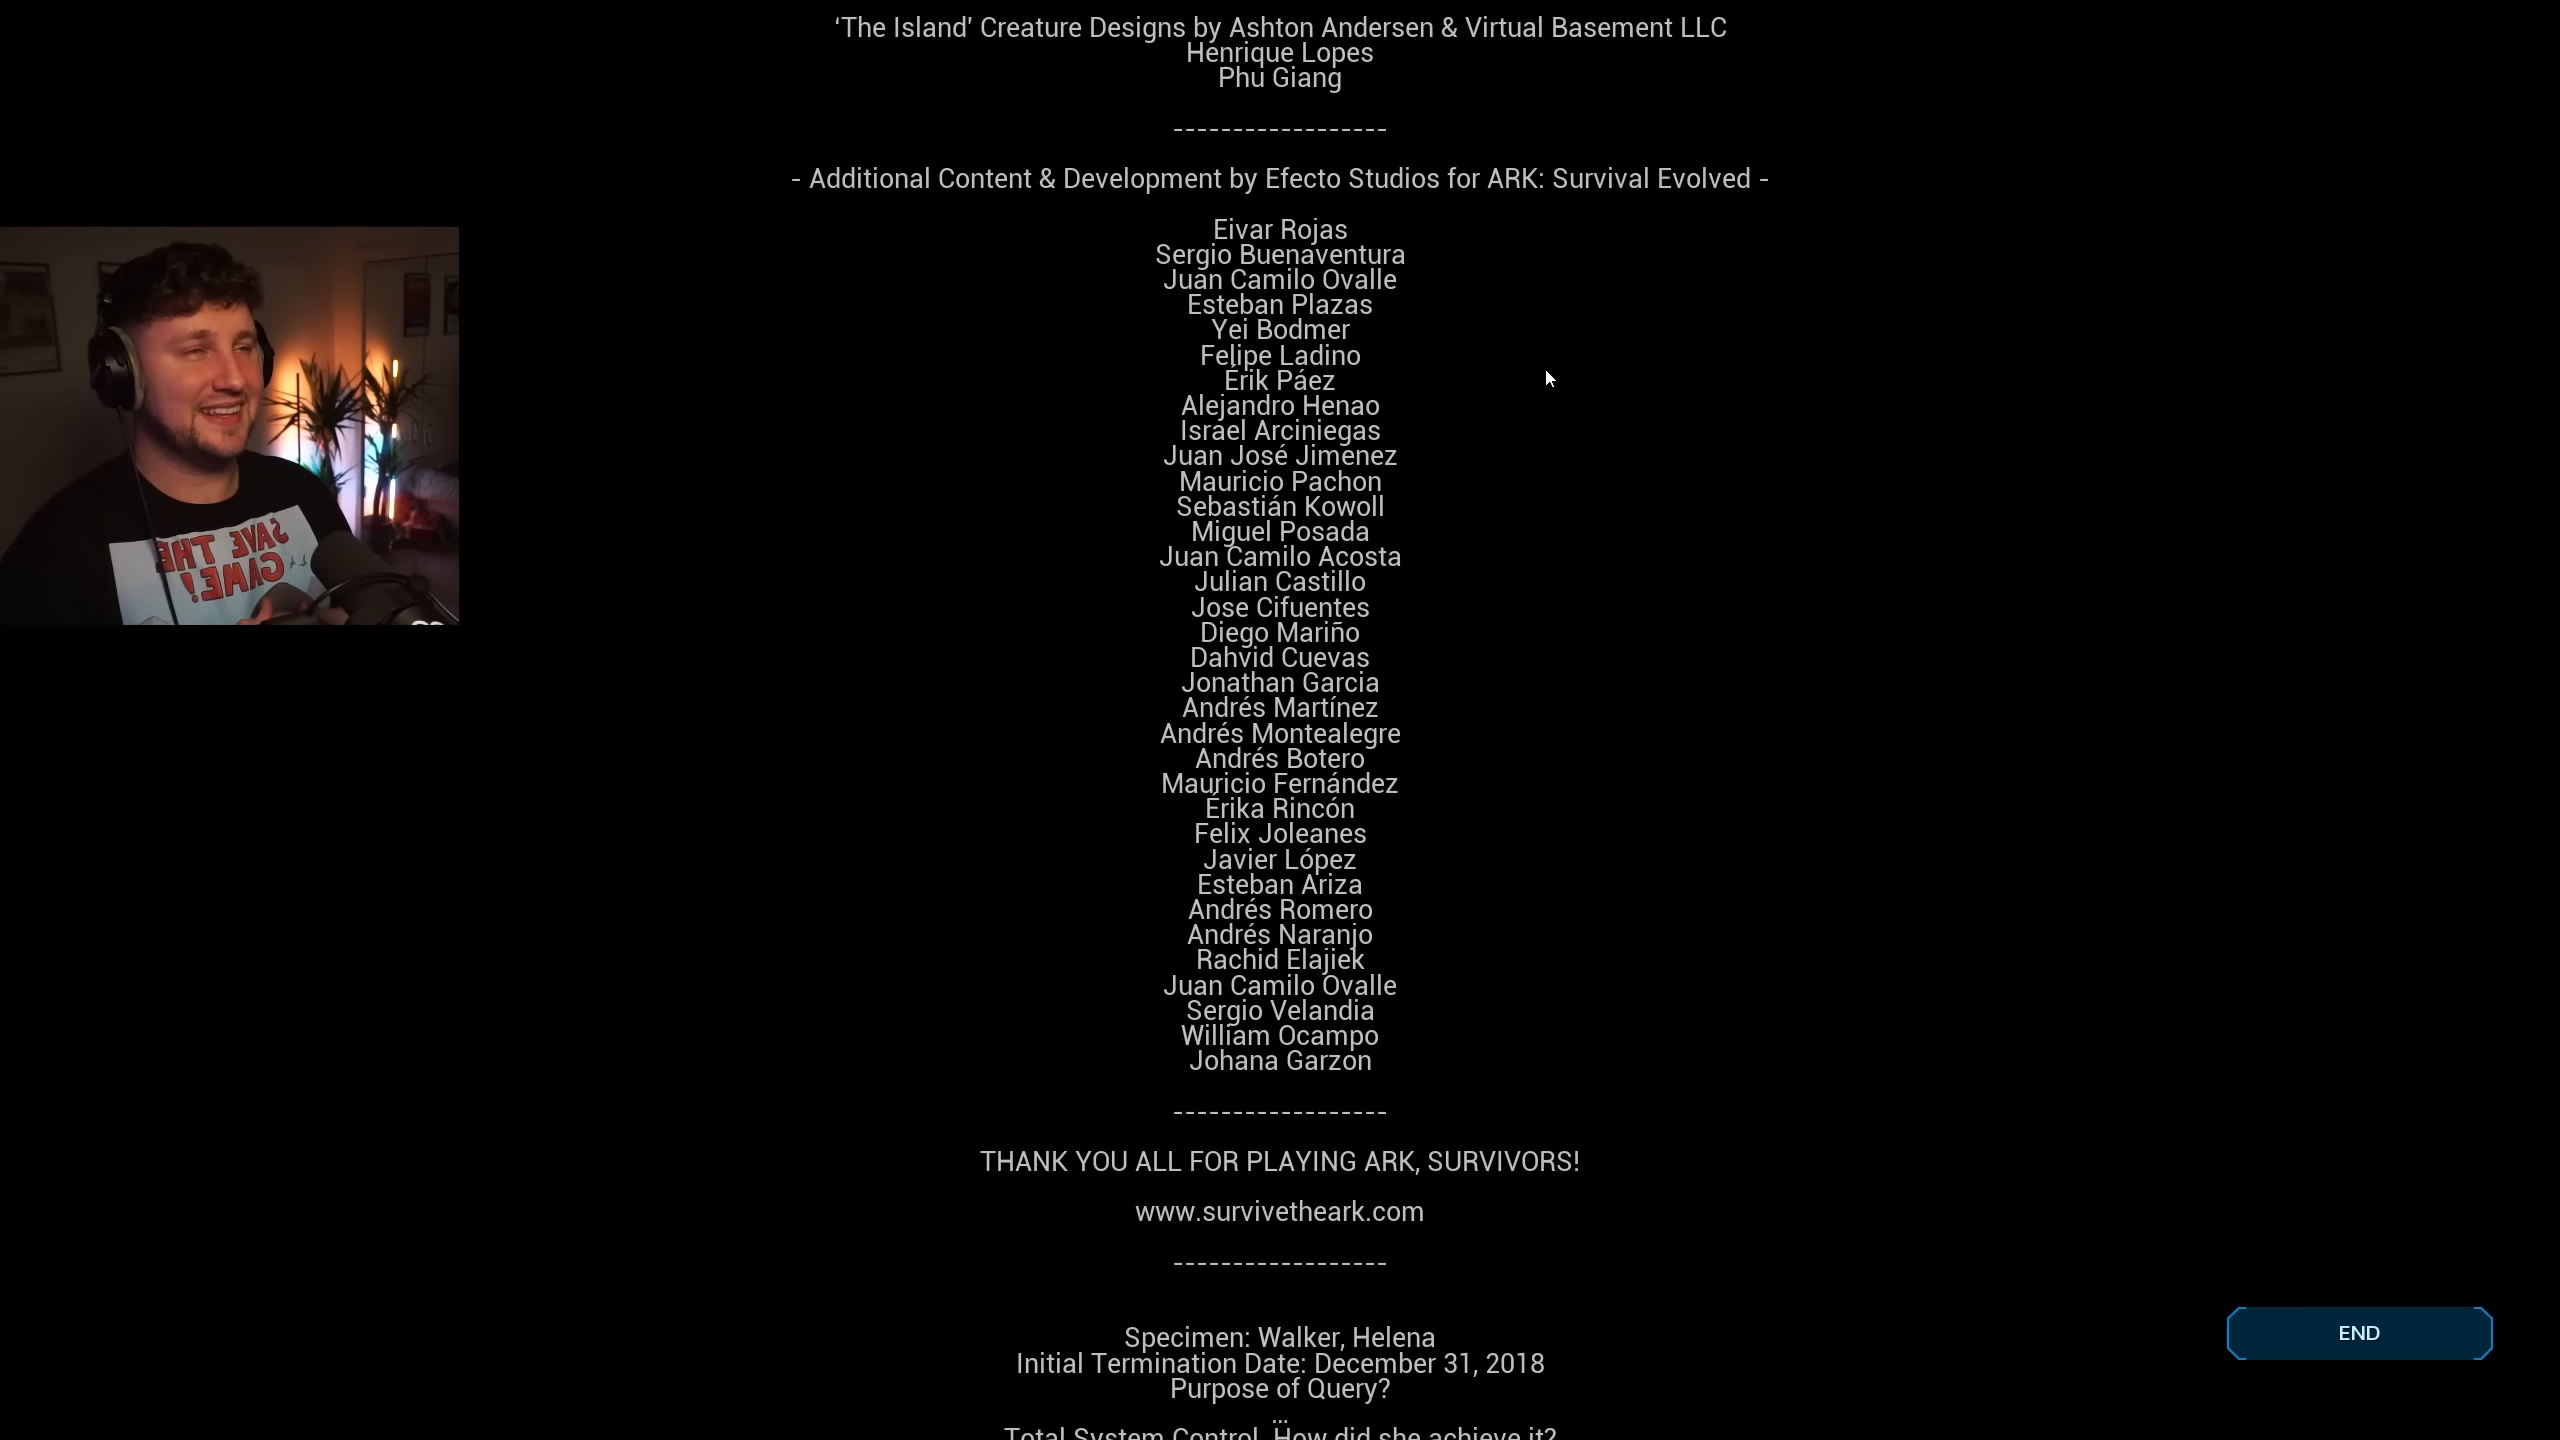 ‘The Island' Creature Designs by Ashton Andersen & Virtual Basement LLC
Henrique Lopes
Phu Giang
------------------
- Additional Content & Development by Efecto Studios for ARK: Survival Evolved -
Eivar Rojas
Sergio Buenaventura
Juan Camilo Ovalle
Esteban Plazas
Yei Bodmer
Felipe Ladino
Érik Páez
Alejandro Henao
Israel Arciniegas
Juan José Jimenez
Mauricio Pachon
Sebastián Kowoll
Miguel Posada
Juan Camilo Acosta
Julian Castillo
Jose Cifuentes
Diego Mariño
Dahvid Cuevas
Jonathan Garcia
Andrés Martínez
Andrés Montealegre
Andrés Botero
Mauricio Fernández
Érika Rincón
Felix Joleanes
Javier López
Esteban Ariza
Andrés Romero
Andrés Naranjo
Rachid Elajiek
Juan Camilo Ovalle
Sergio Velandia
William Ocampo
Johana Garzon
------------------
THANK YOU ALL FOR PLAYING ARK, SURVIVORS!
www.survivetheark.com
------------------
Specimen: Walker, Helena
Initial Termination Date: December 31, 2018
Purpose of Query?
...
Total System Control. How did she achieve it?
END
SAVE THE
GAME!